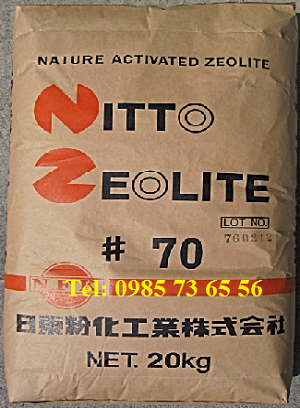 NATURE ACTIVATED ZEOLITE
NITTO
ZEOLITE
LOT NO.
# 70
Tel: 0985 73 65 56
日東粉化工業株式会社
NET. 20kg